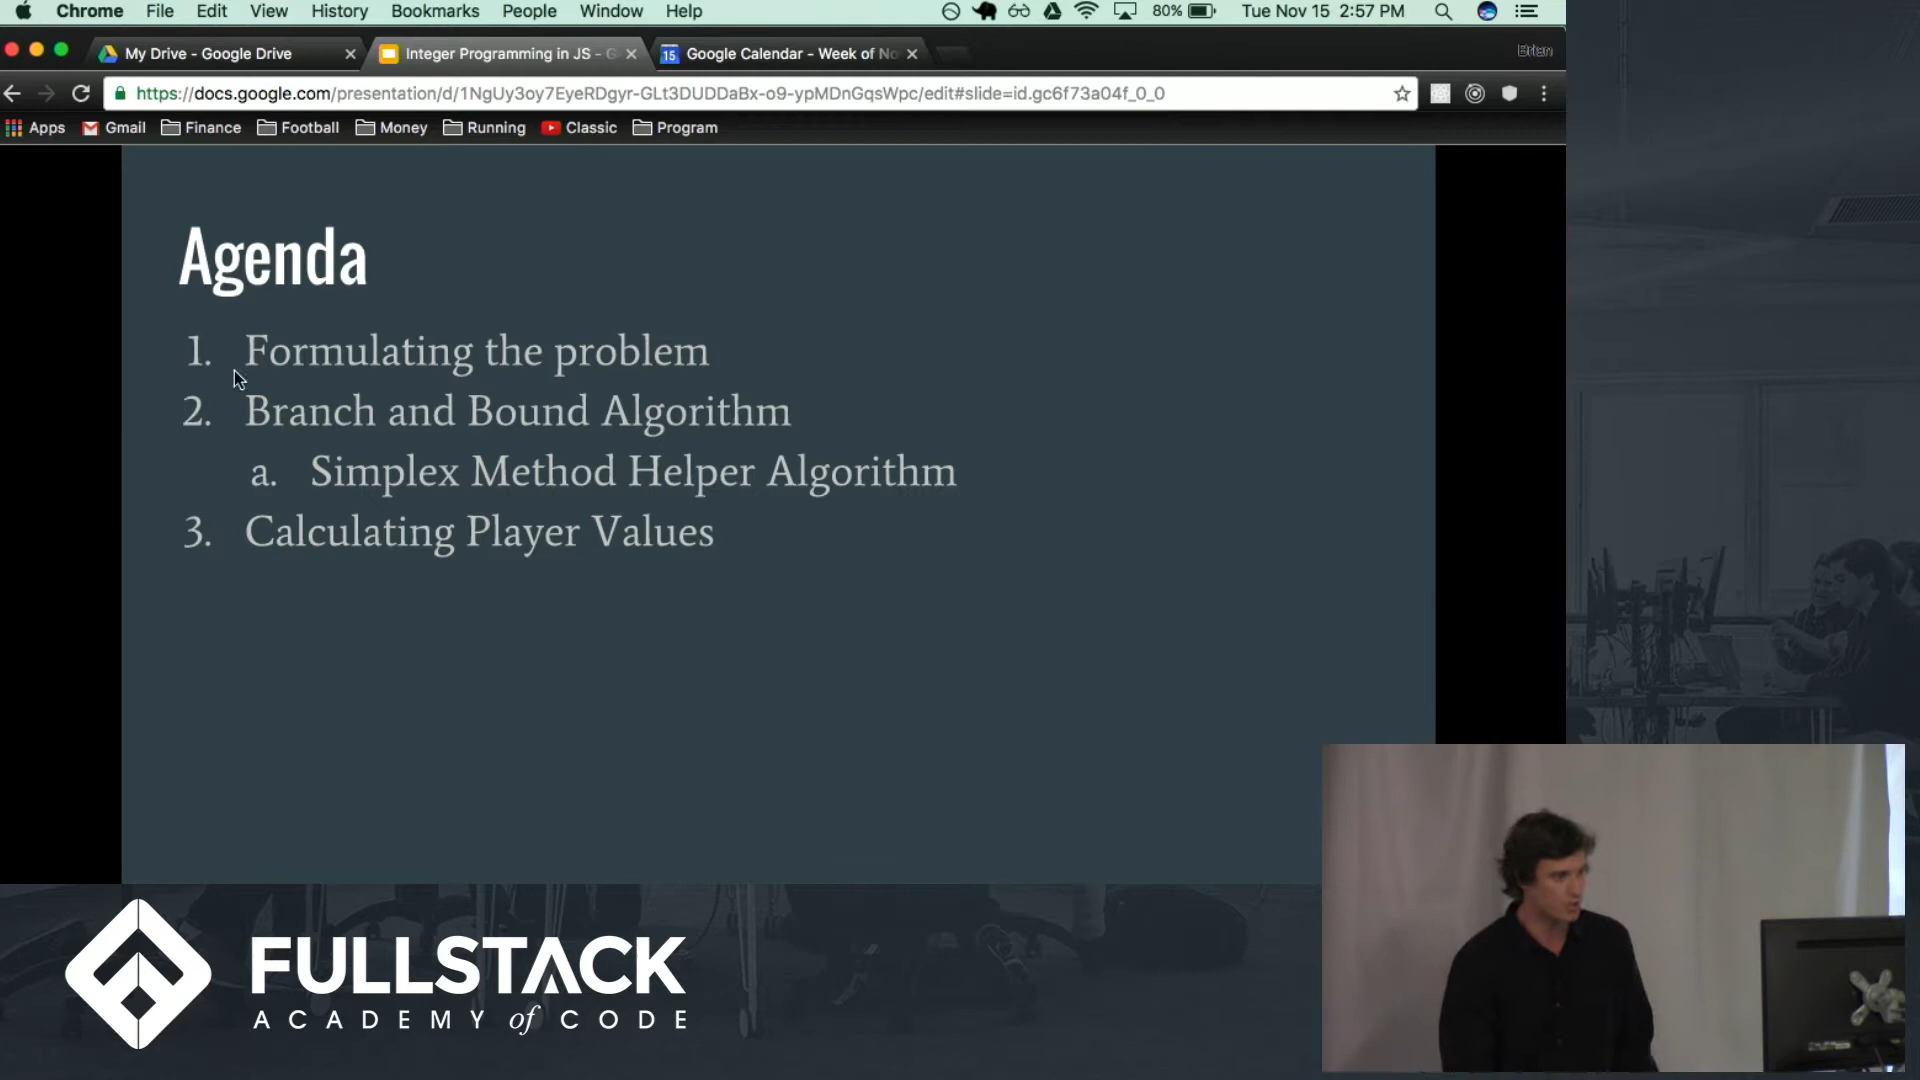 Chrome File Edit View History Bookmarks People Window Help 80% Tue Nov 15 2:57 PM
My Drive - Google Drive Integer Programming in JS - G 15 Google Calendar - Week of No Brian
https://docs.google.com/presentation/d/1NgUy3oy7EyeRDgyr-GLt3DUDDaBx-o9-ypMDnGqsWpc/edit#slide=id.gc6f73a04f_0_0
Apps Gmail Finance Football Money Running Classic Program
Agenda
1. Formulating the problem
2. Branch and Bound Algorithm
a. Simplex Method Helper Algorithm
3. Calculating Player Values
FULLSTACK
ACADEMY of CODE